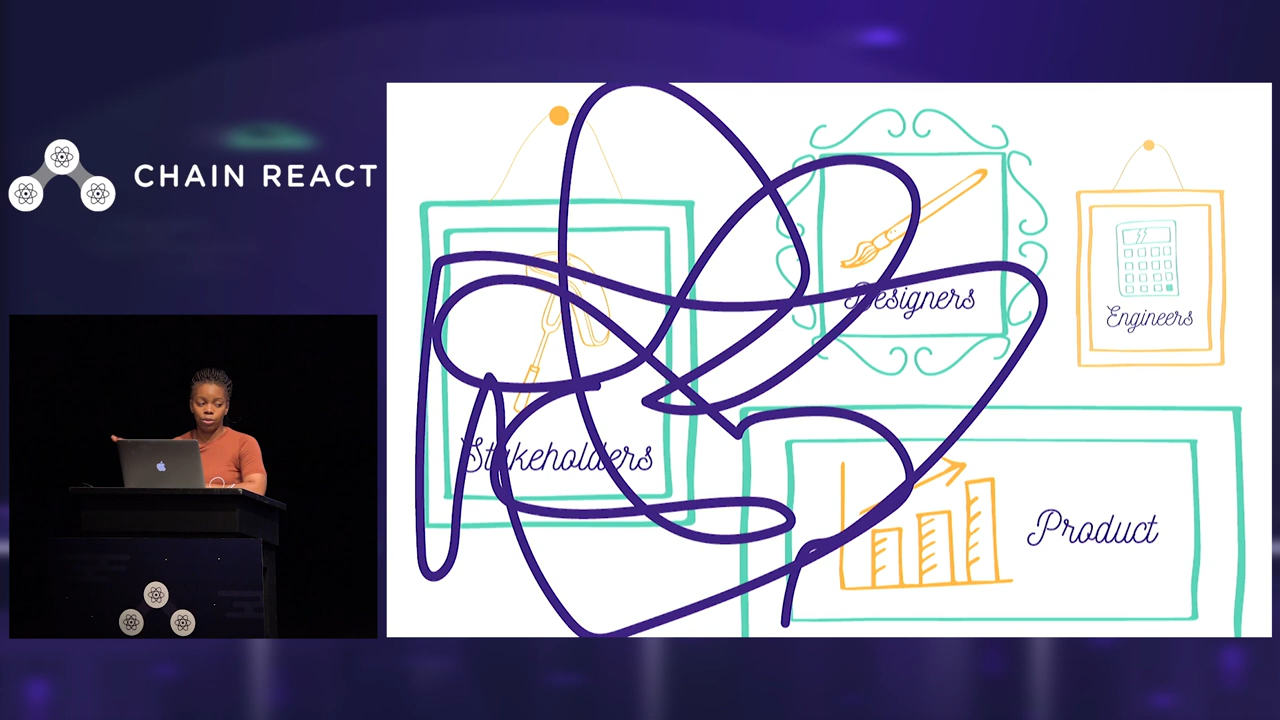 CHAIN REACT
Designers
Engineers
Stakeholders
Product